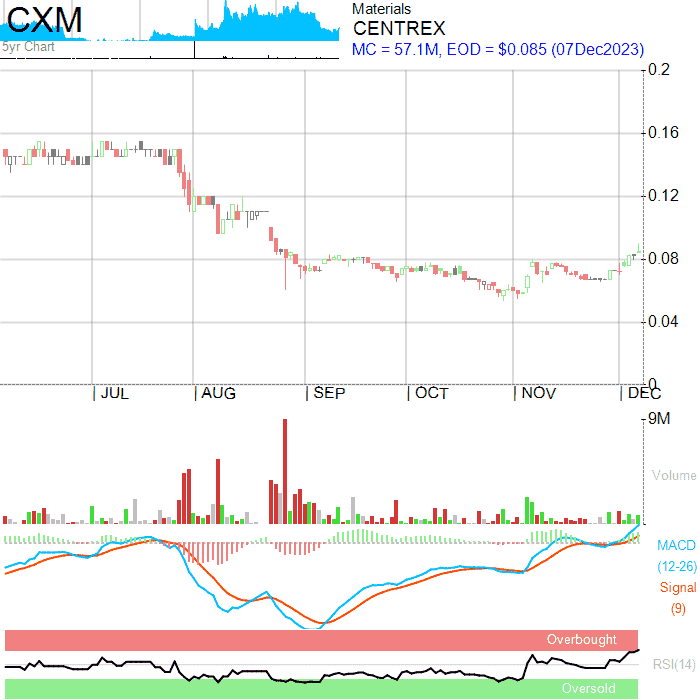 CXM
5yr Chart
Materials
CENTREX
MC = 57.1M, EOD = $0.085 (07Dec2023)
0.2
0.16
0.12
0.08
0.04
0
JUL
AUG
SEP
OCT
NOV
DEC
9M
Volume
MACD
(12-26)
Signal
(9)
Overbought
RSI(14)
Oversold